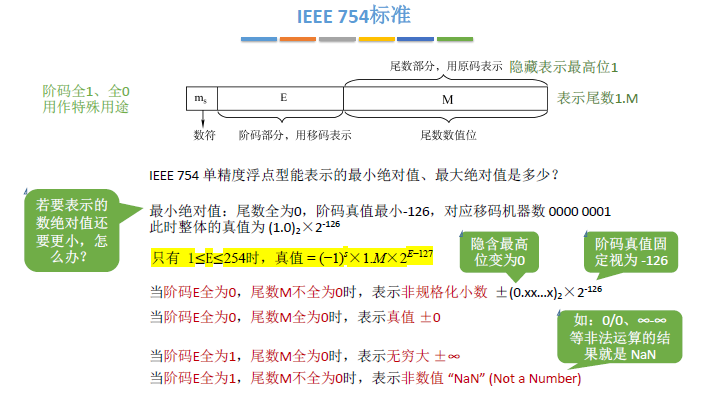 IEEE 754标准
尾数部分，用原码表示 隐藏表示最高位1
阶码全1、全0
用作特殊用途
mₛ E M 表示尾数1.M
数符 阶码部分，用移码表示 尾数数值位
IEEE 754 单精度浮点型能表示的最小绝对值、最大绝对值是多少？
若要表示的
数绝对值还
要更小，怎
么办？
最小绝对值：尾数全为0，阶码真值最小-126，对应移码机器数 0000 0001
此时整体的真值为 (1.0)₂×2⁻¹²⁶
只有 1≤E≤254时，真值 = (−1)ˢ×1.M×2ᴱ⁻¹²⁷
隐含最高
位变为0
阶码真值固
定视为 -126
当阶码E全为0，尾数M不全为0时，表示非规格化小数 ±(0.xx...x)₂×2⁻¹²⁶
当阶码E全为0，尾数M全为0时，表示真值 ±0
如：0/0、∞-∞
等非法运算的结
果就是 NaN
当阶码E全为1，尾数M全为0时，表示无穷大 ±∞
当阶码E全为1，尾数M不全为0时，表示非数值 “NaN” (Not a Number)